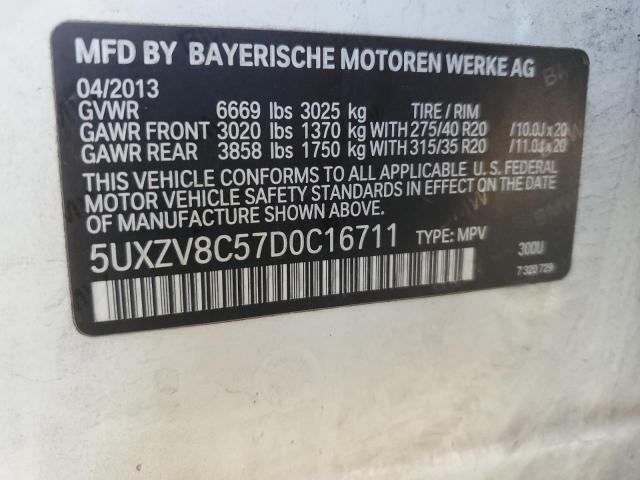 MFD BY BAYERISCHE MOTOREN WERKE AG
04/2013
GVWR 6669 lbs 3025 kg TIRE / RIM
GAWR FRONT 3020 lbs 1370 kg WITH 275/40 R20 /10.0J x 20
GAWR REAR 3858 lbs 1750 kg WITH 315/35 R20 /11.0J x 20
THIS VEHICLE CONFORMS TO ALL APPLICABLE U.S. FEDERAL
MOTOR VEHICLE SAFETY STANDARDS IN EFFECT ON THE DATE
OF MANUFACTURE SHOWN ABOVE.
5UXZV8C57D0C16711 TYPE: MPV 300U
7 320 729